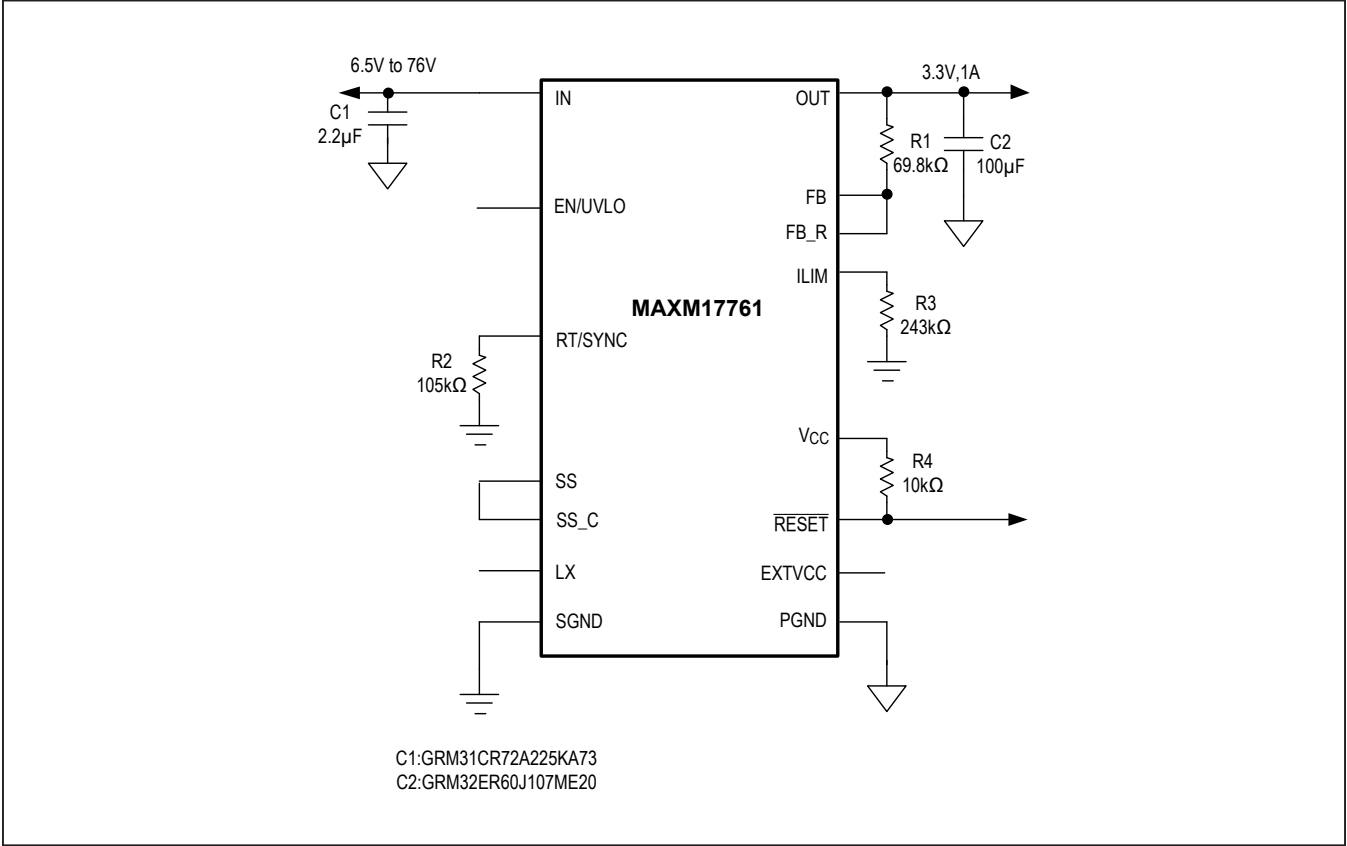 6.5V to 76V
C1
2.2µF
IN
EN/UVLO
RT/SYNC
R2
105kΩ
SS
SS_C
LX
SGND
MAXM17761
OUT
FB
FB_R
ILIM
VCC
RESET
EXTVCC
PGND
3.3V,1A
R1
69.8kΩ
C2
100µF
R3
243kΩ
R4
10kΩ
C1:GRM31CR72A225KA73
C2:GRM32ER60J107ME20